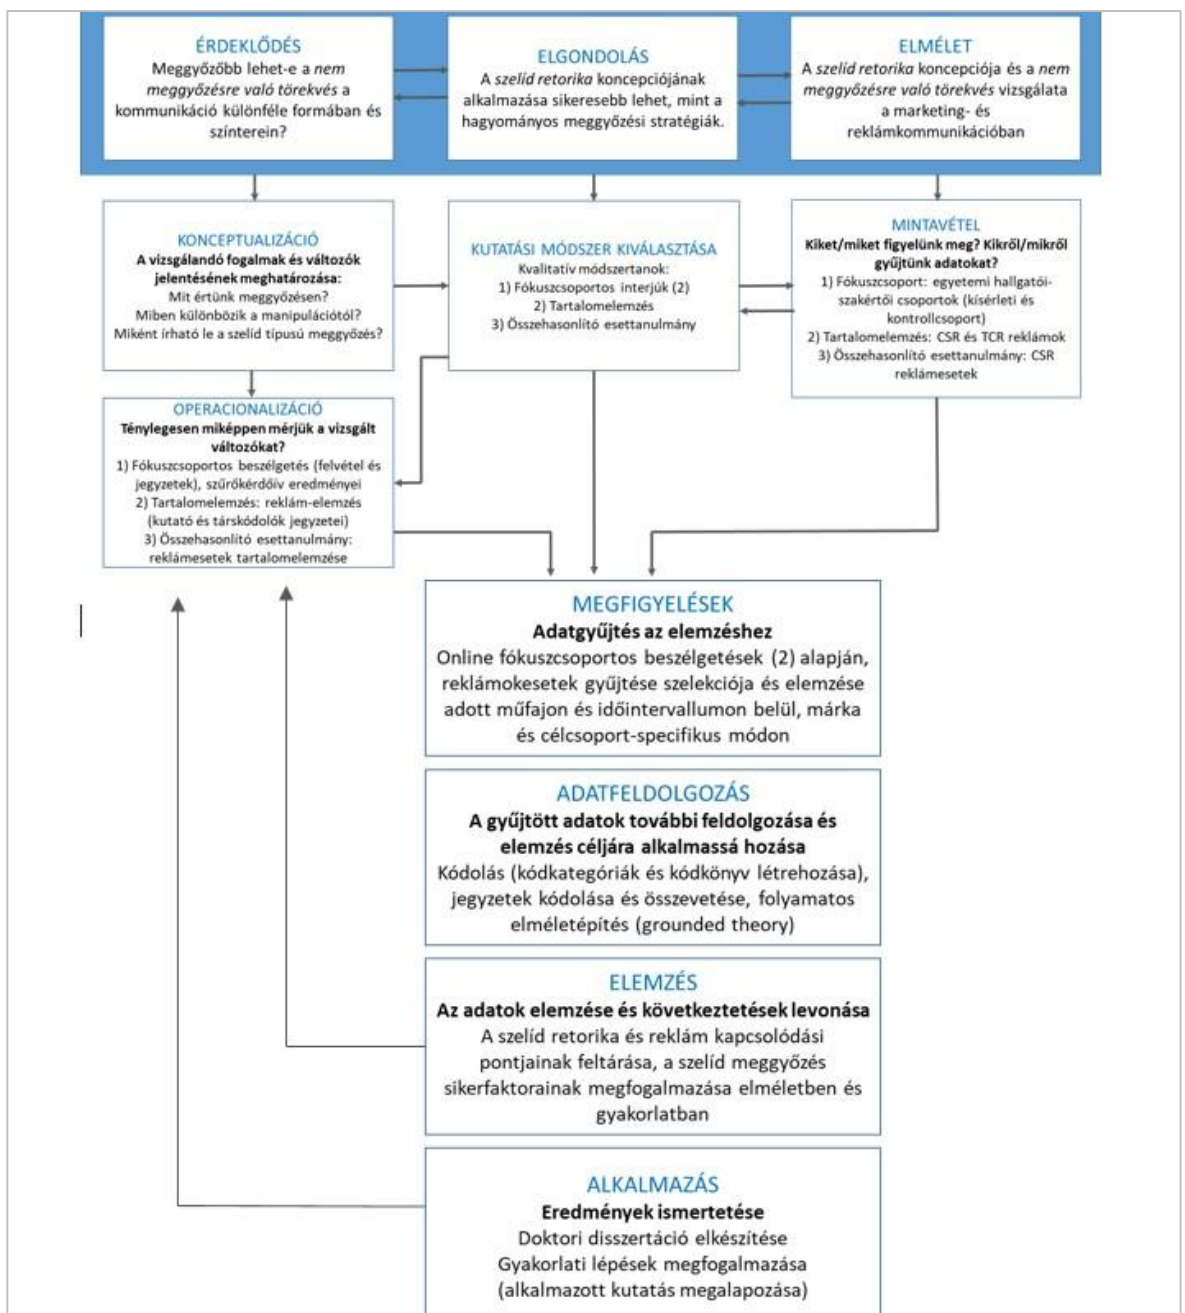 ÉRDEKLŐDÉS
Meggyőzőbb lehet-e a nem
meggyőzésre való törekvés a
kommunikáció különféle formában és
színterein?
ELGONDOLÁS
A szelíd retorika koncepciójának
alkalmazása sikeresebb lehet, mint a
hagyományos meggyőzési stratégiák.
ELMÉLET
A szelíd retorika koncepciója és a nem
meggyőzésre való törekvés vizsgálata
a marketing- és
reklámkommunikációban
KONCEPTUALIZÁCIÓ
A vizsgálandó fogalmak és változók
jelentésének meghatározása:
Mit értünk meggyőzésen?
Miben különbözik a manipulációtól?
Miként írható le a szelíd típusú meggyőzés?
KUTATÁSI MÓDSZER KIVÁLASZTÁSA
Kvalitatív módszertanok:
1) Fókuszcsoportos interjúk (2)
2) Tartalomelemzés
3) Összehasonlító esettanulmány
MINTAVÉTEL
Kiket/miket figyelünk meg? Kikről/mikről
gyűjtünk adatokat?
1) Fókuszcsoport: egyetemi hallgatói-
szakértői csoportok (kísérleti és
kontrollcsoport)
2) Tartalomelemzés: CSR és TCR reklámok
3) Összehasonlító esettanulmány: CSR
reklámesetek
OPERACIONALIZÁCIÓ
Ténylegesen miképpen mérjük a vizsgált
változókat?
1) Fókuszcsoportos beszélgetés (felvétel és
jegyzetek), szűrőkérdőív eredményei
2) Tartalomelemzés: reklám-elemzés
(kutató és társkódolók jegyzetei)
3) Összehasonlító esettanulmány:
reklámesetek tartalomelemzése
MEGFIGYELÉSEK
Adatgyűjtés az elemzéshez
Online fókuszcsoportos beszélgetések (2) alapján,
reklámokesetek gyűjtése szelekciója és elemzése
adott műfajon és időintervallumon belül, márka
és célcsoport-specifikus módon
ADATFELDOLGOZÁS
A gyűjtött adatok további feldolgozása és
elemzés céljára alkalmassá hozása
Kódolás (kódkategóriák és kódkönyv létrehozása),
jegyzetek kódolása és összevetése, folyamatos
elméletépítés (grounded theory)
ELEMZÉS
Az adatok elemzése és következtetések levonása
A szelíd retorika és reklám kapcsolódási
pontjainak feltárása, a szelíd meggyőzés
sikerfaktorainak megfogalmazása elméletben és
gyakorlatban
ALKALMAZÁS
Eredmények ismertetése
Doktori disszertáció elkészítése
Gyakorlati lépések megfogalmazása
(alkalmazott kutatás megalapozása)